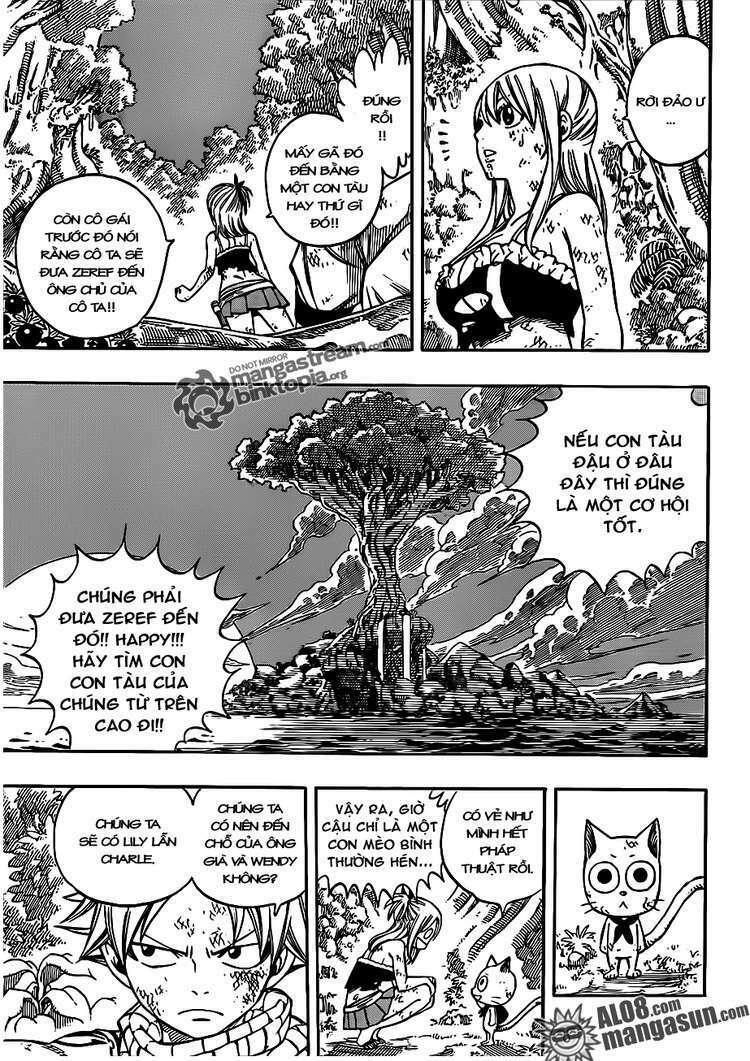 RỜI ĐẢO Ư
...
ĐÚNG
RỒI
!!
MẤY GÃ ĐÓ
ĐẾN BẰNG
MỘT CON TÀU
HAY THỨ GÌ
ĐÓ!!
CÒN CÔ GÁI
TRƯỚC ĐÓ NÓI
RẰNG CÔ TA SẼ
ĐƯA ZEREF ĐẾN
ÔNG CHỦ CỦA
CÔ TA!!
DO NOT MIRROR
mangastream.com
binktopia.org
NẾU CON TÀU
ĐẬU Ở ĐÂU
ĐÂY THÌ ĐÚNG
LÀ MỘT CƠ HỘI
TỐT.
CHÚNG PHẢI
ĐƯA ZEREF ĐẾN
ĐÓ!! HAPPY!!!
HÃY TÌM CON
CON TÀU CỦA
CHÚNG TỪ TRÊN
CAO ĐI!!
CÓ VẺ NHƯ
MÌNH HẾT
PHÁP
THUẬT RỒI.
VẬY RA, GIỜ
CẬU CHỈ LÀ MỘT
CON MÈO BÌNH
THƯỜNG HÉN...
CHÚNG TA
CÓ NÊN ĐẾN
CHỖ CỦA ÔNG
GIÀ VÀ WENDY
KHÔNG?
CHÚNG TA
SẼ CÓ LILY LẪN
CHARLE.
AL08.com
mangasun.com